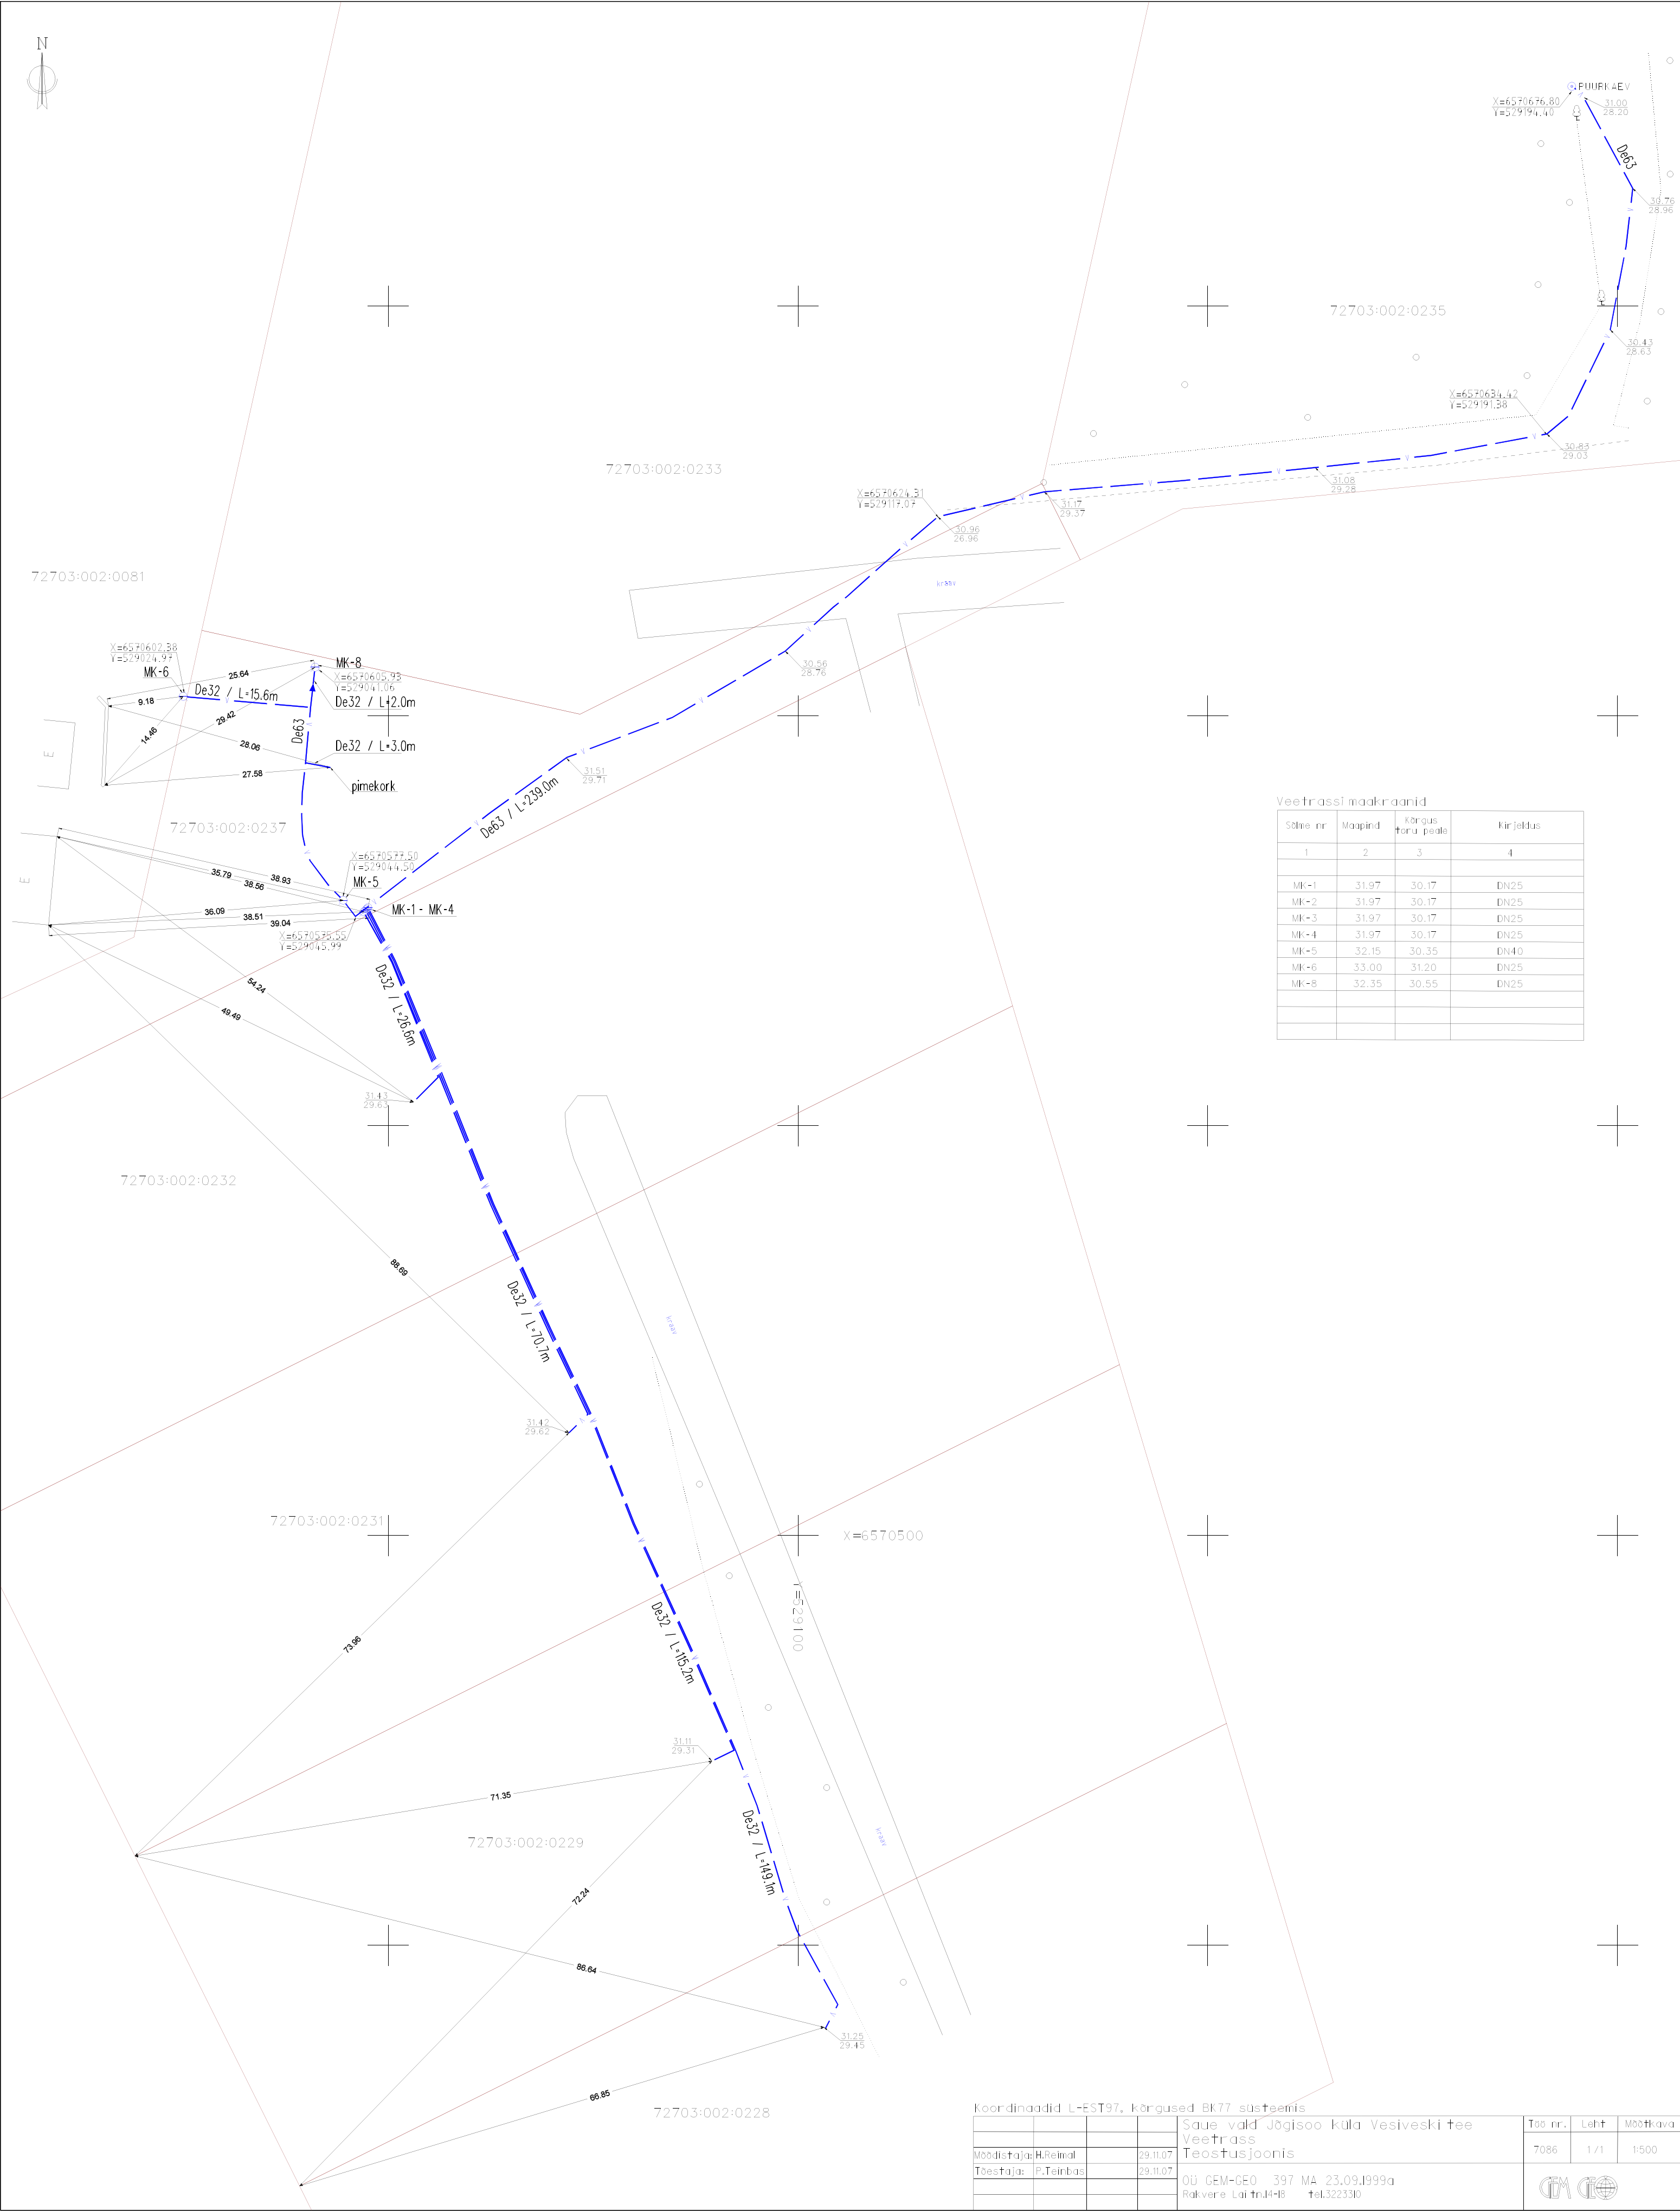 N
PUURKAEV
X=6570676.80
Y=529194.40
31.00
28.20
De63
30.76
28.96
72703:002:0235
30.43
28.63
X=6570634.42
Y=529191.38
30.83
29.03
72703:002:0233
31.08
29.28
X=6570624.31
Y=529117.07
31.17
29.37
30.96
26.96
72703:002:0081
kraav
X=6570602.38
Y=529024.97
MK-6
25.64
MK-8
X=6570605.93
Y=529041.06
30.56
28.76
De32 / L=15.6m
De32 / L=2.0m
9.18
29.42
14.46
De63
28.06
De32 / L=3.0m
E
27.58
pimekork
31.51
29.71
De63 / L=239.0m
72703:002:0237
X=6570577.50
Y=529044.50
MK-5
35.79
38.56
38.93
E
36.09
38.51
39.04
MK-1 - MK-4
X=6570575.55
Y=529045.99
Veetrassi maakraanid
Sõlme nr Maapind Kõrgus toru peale Kirjeldus
1 2 3 4
MK-1 31.97 30.17 DN25
MK-2 31.97 30.17 DN25
MK-3 31.97 30.17 DN25
MK-4 31.97 30.17 DN25
MK-5 32.15 30.35 DN40
MK-6 33.00 31.20 DN25
MK-8 32.35 30.55 DN25
De32 / L=26.6m
54.24
49.49
31.43
29.63
72703:002:0232
88.69
De32 / L=70.7m
kraav
31.42
29.62
72703:002:0231
X=6570500
Y=529100
73.96
De32 / L=115.2m
31.11
29.31
71.35
72703:002:0229
De32 / L=149.1m
kraav
72.24
86.64
31.25
29.45
66.85
72703:002:0228
Koordinaadid L-EST97, kõrgused BK77 süsteemis
Saue vald Jõgisoo küla Vesiveski tee
Veetrass
Teostusjoonis
Töö nr. Leht Mõõtkava
7086 1/1 1:500
Mõõdistaja: H.Reimal 29.11.07
Tõestaja: P.Teinbas 29.11.07
OÜ GEM-GEO 397 MA 23.09.1999a
Rakvere Lai tn.14-18 tel.3223310
GEM GEO